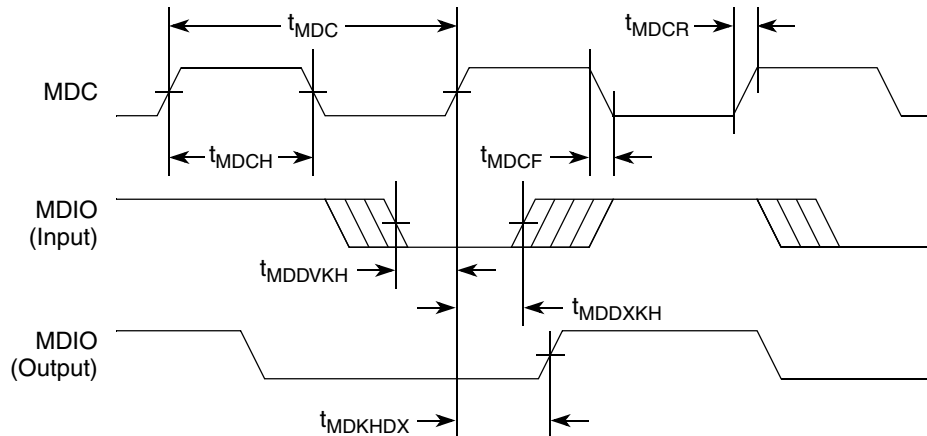 tMDC
tMDCR
MDC
tMDCH
tMDCF
MDIO
(Input)
tMDDVKH
tMDDXKH
MDIO
(Output)
tMDKHDX